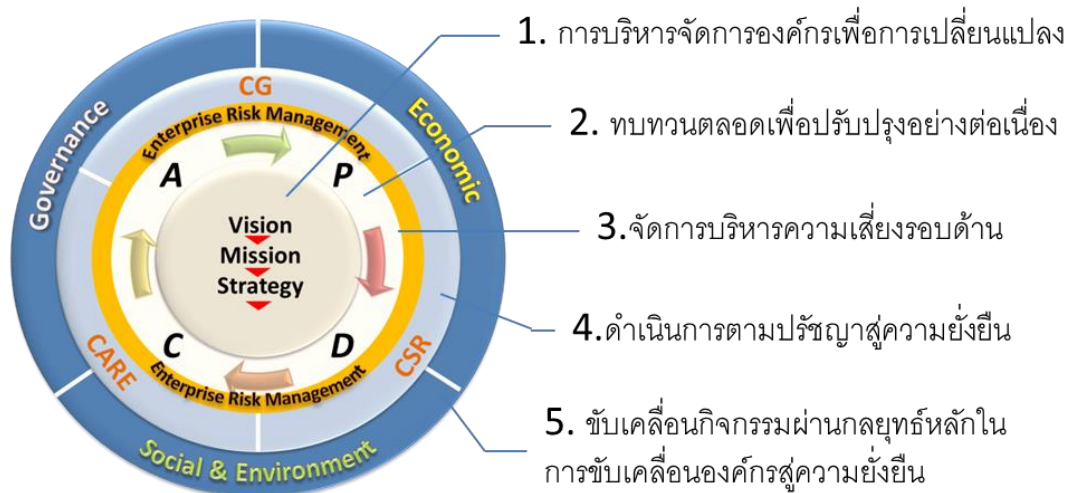 1. การบริหารจัดการองค์กรเพื่อการเปลี่ยนแปลง
2. ทบทวนตลอดเพื่อปรับปรุงอย่างต่อเนื่อง
3.จัดการบริหารความเสี่ยงรอบด้าน
4.ดำเนินการตามปรัชญาสู่ความยั่งยืน
5. ขับเคลื่อนกิจกรรมผ่านกลยุทธ์หลักใน
การขับเคลื่อนองค์กรสู่ความยั่งยืน
Governance
Economic
Social & Environment
CG
CSR
CARE
Enterprise Risk Management
Enterprise Risk Management
A
P
D
C
Vision
Mission
Strategy